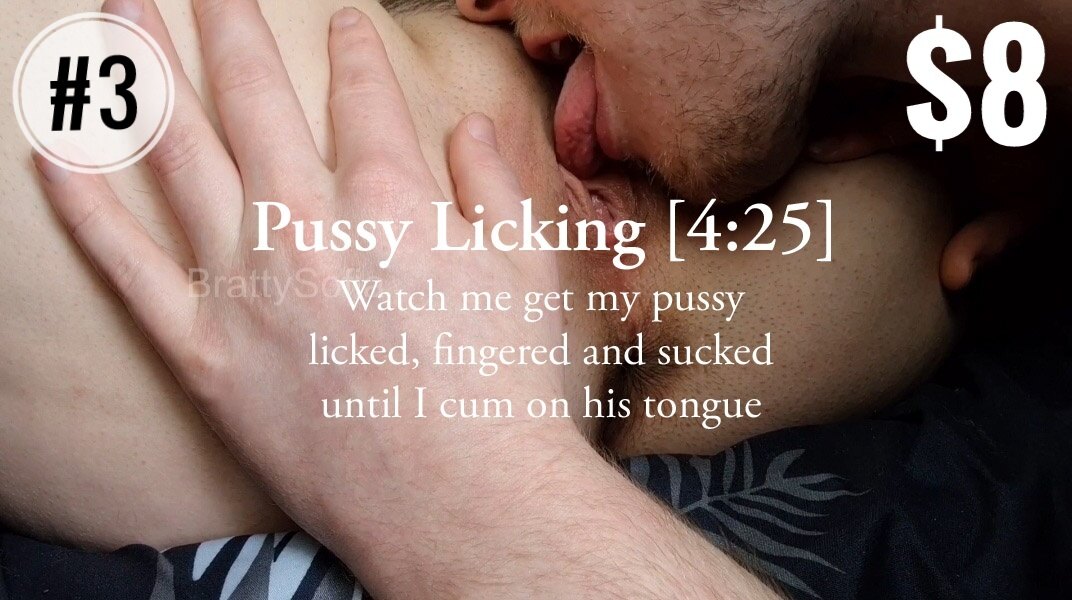 #3
$8
Pussy Licking [4:25]
BrattySofie
Watch me get my pussy
licked, fingered and sucked
until I cum on his tongue